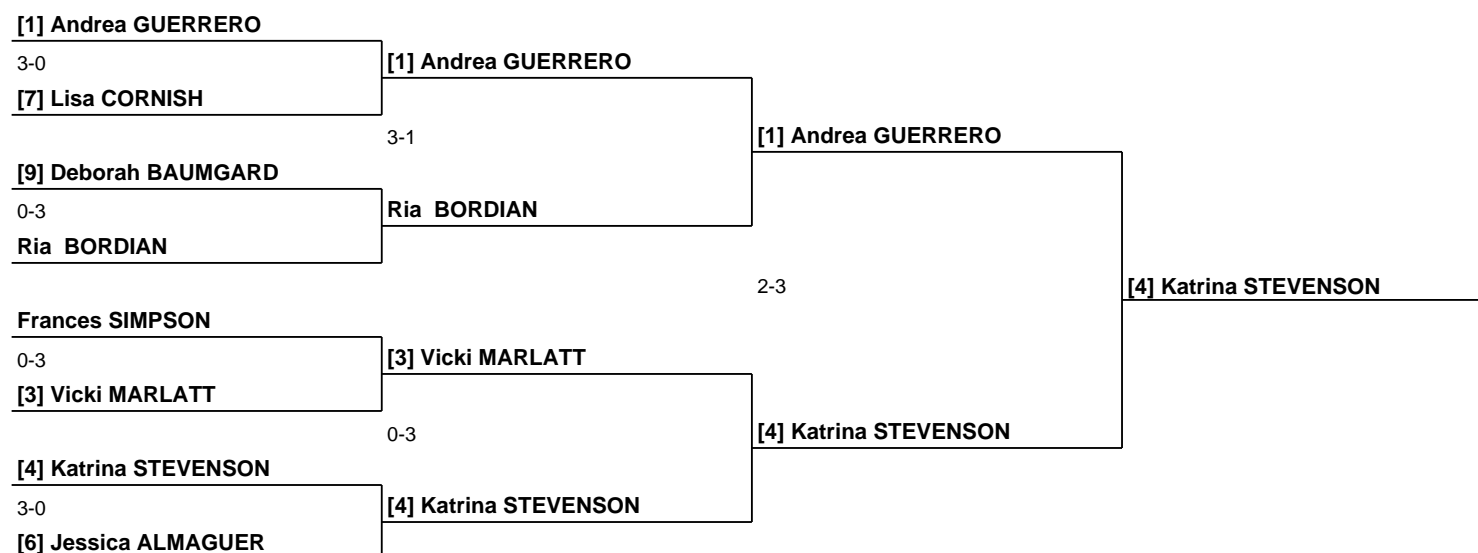 [1] Andrea GUERRERO
3-0
[1] Andrea GUERRERO
[7] Lisa CORNISH
3-1
[1] Andrea GUERRERO
[9] Deborah BAUMGARD
0-3
Ria BORDIAN
Ria BORDIAN
2-3
[4] Katrina STEVENSON
Frances SIMPSON
0-3
[3] Vicki MARLATT
[3] Vicki MARLATT
0-3
[4] Katrina STEVENSON
[4] Katrina STEVENSON
3-0
[4] Katrina STEVENSON
[6] Jessica ALMAGUER